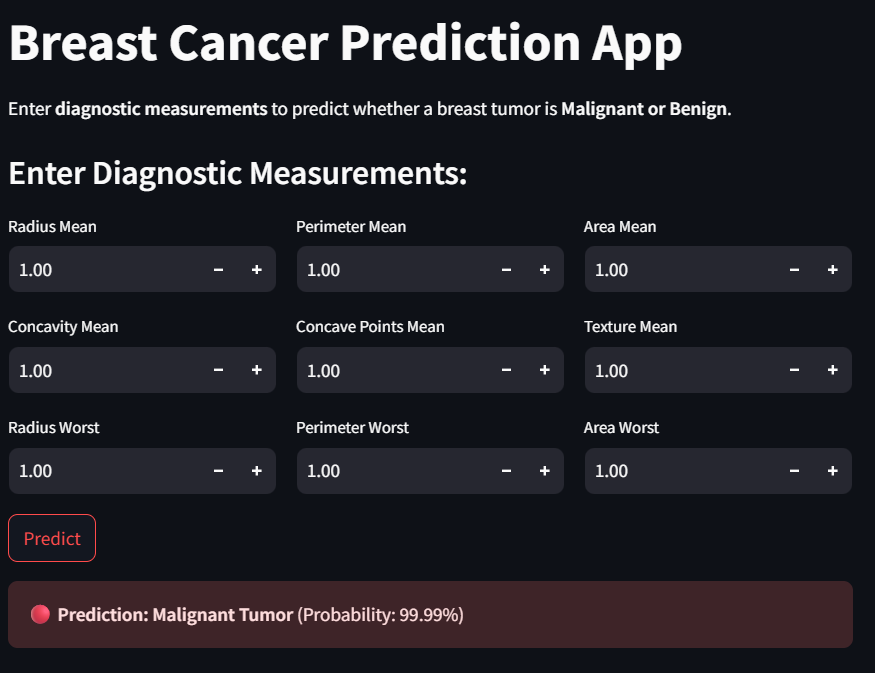 Breast Cancer Prediction App
Enter diagnostic measurements to predict whether a breast tumor is Malignant or Benign.
Enter Diagnostic Measurements:
Radius Mean Perimeter Mean Area Mean
1.00 − + 1.00 − + 1.00 − +
Concavity Mean Concave Points Mean Texture Mean
1.00 − + 1.00 − + 1.00 − +
Radius Worst Perimeter Worst Area Worst
1.00 − + 1.00 − + 1.00 − +
Predict
Prediction: Malignant Tumor (Probability: 99.99%)